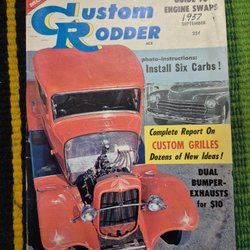 GUIDE TO
ENGINE SWAPS
Custom
Rodder
1957
SEPTEMBER
25¢
photo-instructions:
Install Six Carbs !
Complete Report On
CUSTOM GRILLES
Dozens of New Ideas!
DUAL
BUMPER-
EXHAUSTS
for $10